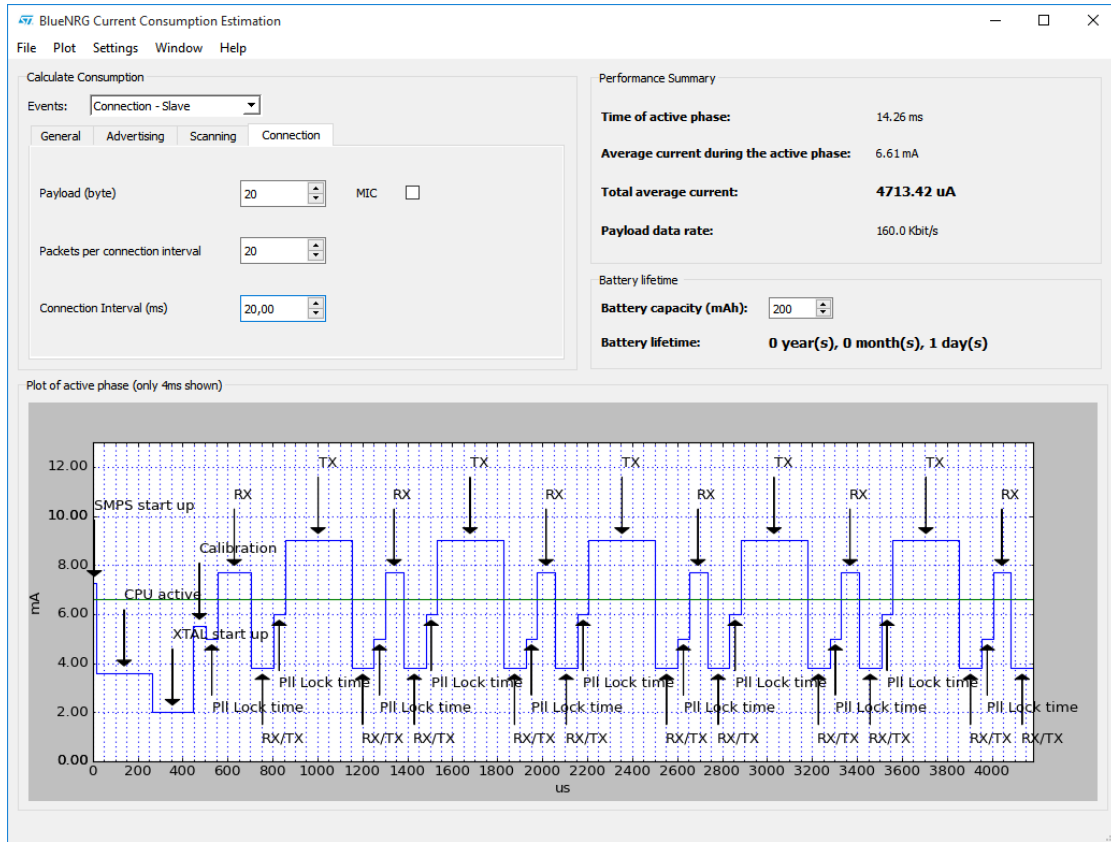 BlueNRG Current Consumption Estimation
File Plot Settings Window Help
Calculate Consumption
Events: Connection - Slave
General Advertising Scanning Connection
Payload (byte) 20 MIC
Packets per connection interval 20
Connection Interval (ms) 20,00
Performance Summary
Time of active phase: 14.26 ms
Average current during the active phase: 6.61 mA
Total average current: 4713.42 uA
Payload data rate: 160.0 Kbit/s
Battery lifetime
Battery capacity (mAh): 200
Battery lifetime: 0 year(s), 0 month(s), 1 day(s)
Plot of active phase (only 4ms shown)
12.00 TX TX TX TX TX
RX RX RX RX RX RX
SMPS start up
10.00
Calibration
8.00
CPU active
mA
6.00
XTAL start up
4.00
Pll Lock time Pll Lock time Pll Lock time Pll Lock time Pll Lock time
Pll Lock time Pll Lock time Pll Lock time Pll Lock time Pll Lock time Pll Lock time
2.00
RX/TX RX/TX RX/TX RX/TX RX/TX RX/TX RX/TX RX/TX RX/TX RX/TX RX/TX
0.00
0 200 400 600 800 1000 1200 1400 1600 1800 2000 2200 2400 2600 2800 3000 3200 3400 3600 3800 4000
us